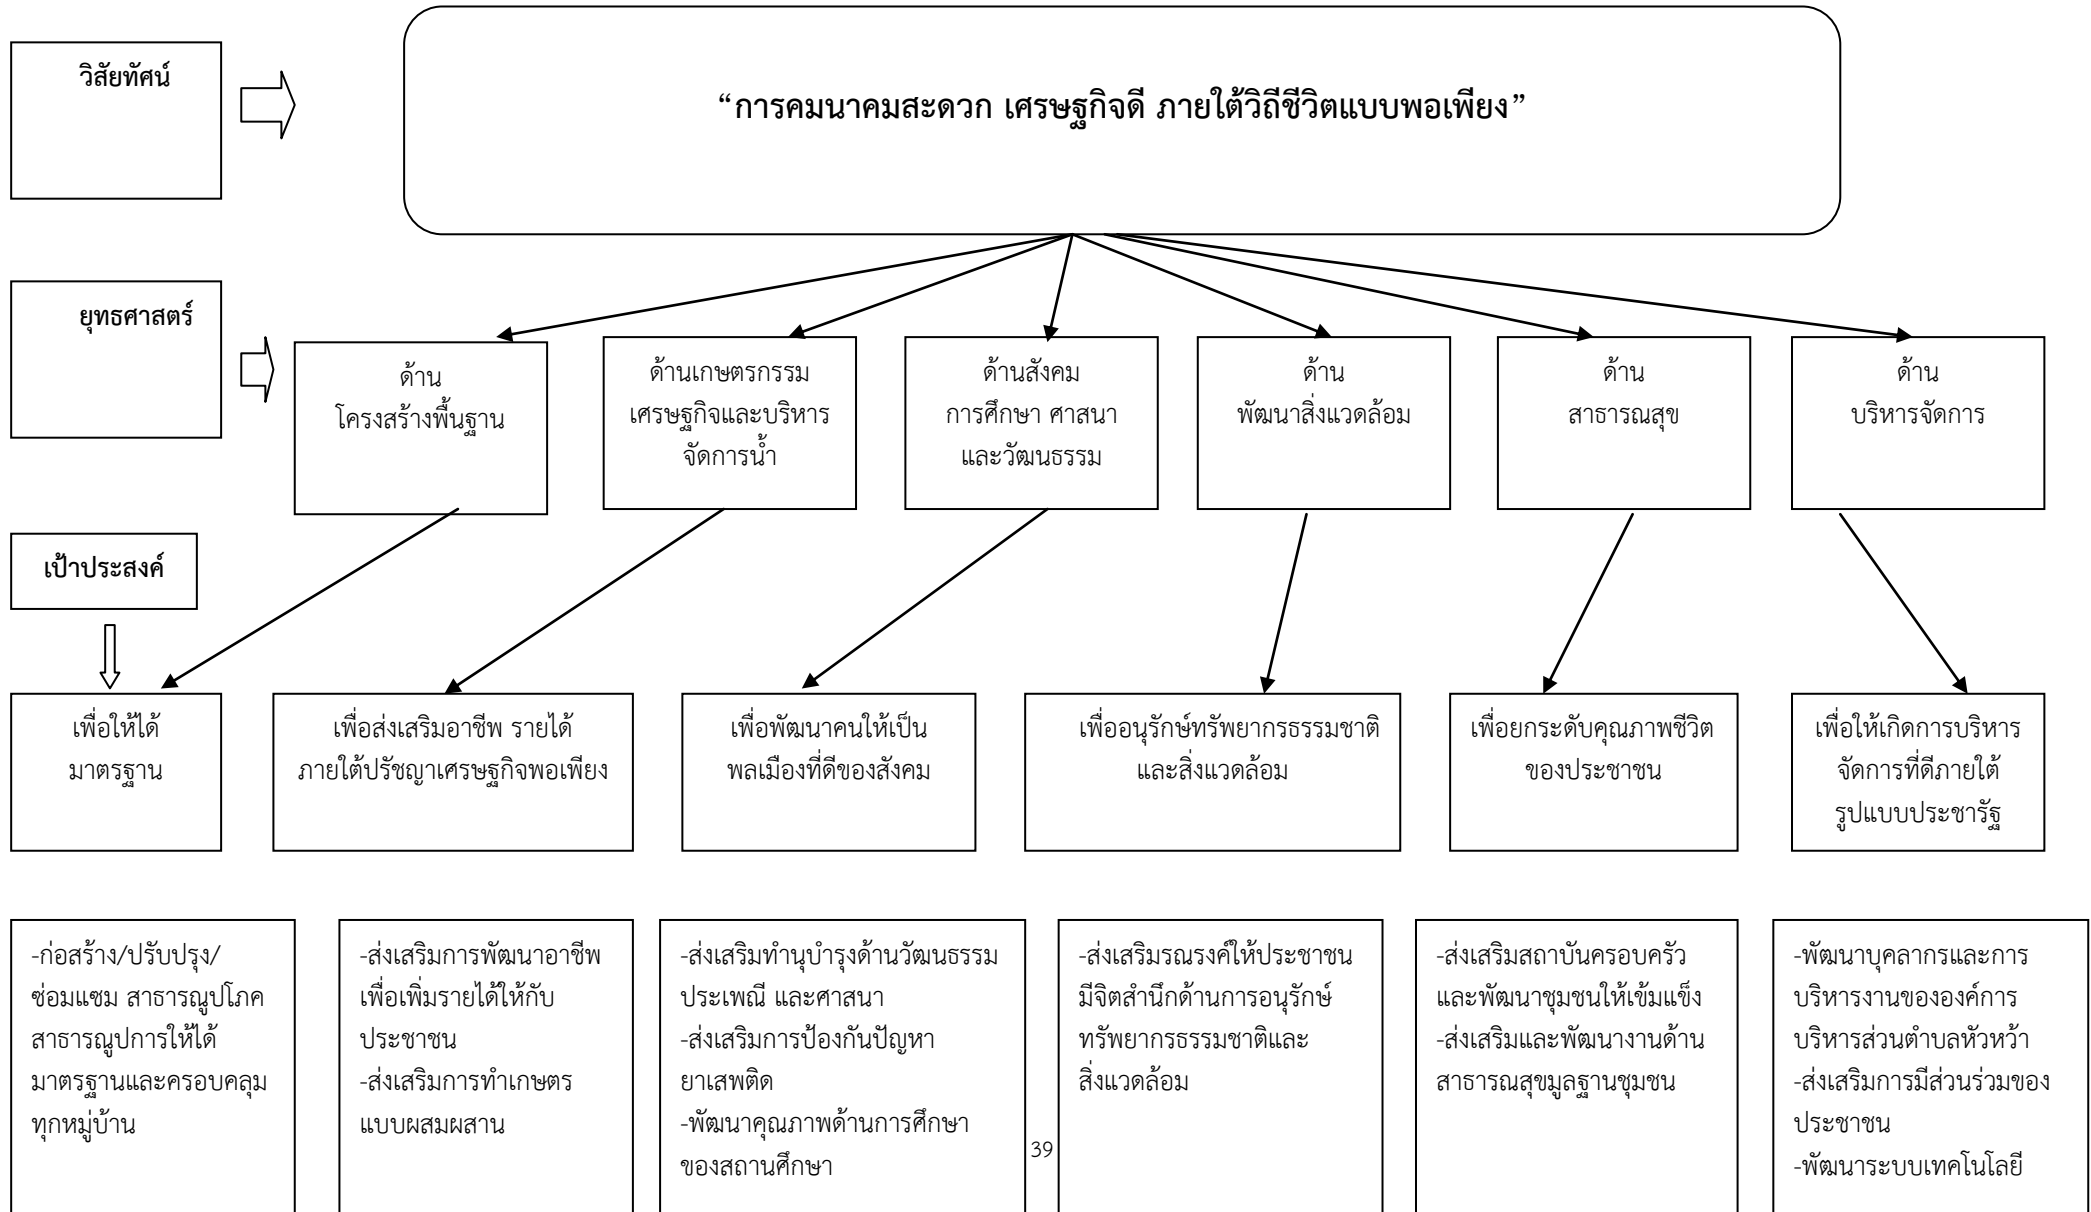 วิสัยทัศน์
“การคมนาคมสะดวก เศรษฐกิจดี ภายใต้วิถีชีวิตแบบพอเพียง”
ยุทธศาสตร์
ด้าน
โครงสร้างพื้นฐาน
ด้านเกษตรกรรม
เศรษฐกิจและบริหาร
จัดการน้ำ
ด้านสังคม
การศึกษา ศาสนา
และวัฒนธรรม
ด้าน
พัฒนาสิ่งแวดล้อม
ด้าน
สาธารณสุข
ด้าน
บริหารจัดการ
เป้าประสงค์
เพื่อให้ได้
มาตรฐาน
เพื่อส่งเสริมอาชีพ รายได้
ภายใต้ปรัชญาเศรษฐกิจพอเพียง
เพื่อพัฒนาคนให้เป็น
พลเมืองที่ดีของสังคม
เพื่ออนุรักษ์ทรัพยากรธรรมชาติ
และสิ่งแวดล้อม
เพื่อยกระดับคุณภาพชีวิต
ของประชาชน
เพื่อให้เกิดการบริหาร
จัดการที่ดีภายใต้
รูปแบบประชารัฐ
-ก่อสร้าง/ปรับปรุง/
ซ่อมแซม สาธารณูปโภค
สาธารณูปการให้ได้
มาตรฐานและครอบคลุม
ทุกหมู่บ้าน
-ส่งเสริมการพัฒนาอาชีพ
เพื่อเพิ่มรายได้ให้กับ
ประชาชน
-ส่งเสริมการทำเกษตร
แบบผสมผสาน
-ส่งเสริมทำนุบำรุงด้านวัฒนธรรม
ประเพณี และศาสนา
-ส่งเสริมการป้องกันปัญหา
ยาเสพติด
-พัฒนาคุณภาพด้านการศึกษา
ของสถานศึกษา
-ส่งเสริมรณรงค์ให้ประชาชน
มีจิตสำนึกด้านการอนุรักษ์
ทรัพยากรธรรมชาติและ
สิ่งแวดล้อม
-ส่งเสริมสถาบันครอบครัว
และพัฒนาชุมชนให้เข้มแข็ง
-ส่งเสริมและพัฒนางานด้าน
สาธารณสุขมูลฐานชุมชน
-พัฒนาบุคลากรและการ
บริหารงานขององค์การ
บริหารส่วนตำบลหัวหว้า
-ส่งเสริมการมีส่วนร่วมของ
ประชาชน
-พัฒนาระบบเทคโนโลยี
39